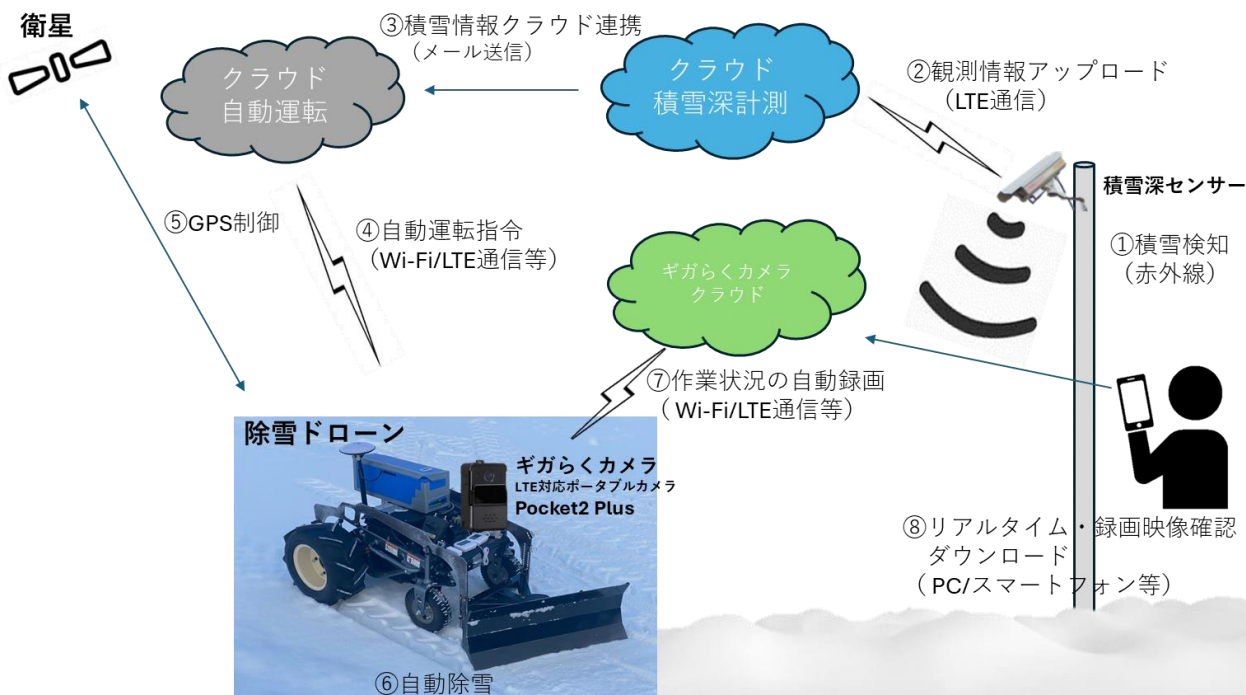 衛星
クラウド
自動運転
③積雪情報クラウド連携
（メール送信）
クラウド
積雪深計測
②観測情報アップロード
（LTE通信）
積雪深センサー
①積雪検知
（赤外線）
⑤GPS制御
④自動運転指令
（Wi-Fi/LTE通信等）
ギガらくカメラ
クラウド
⑦作業状況の自動録画
（ Wi-Fi/LTE通信等）
除雪ドローン
ギガらくカメラ
LTE対応ポータブルカメラ
Pocket2 Plus
⑥自動除雪
⑧リアルタイム・録画映像確認
ダウンロード
（ PC/スマートフォン等）